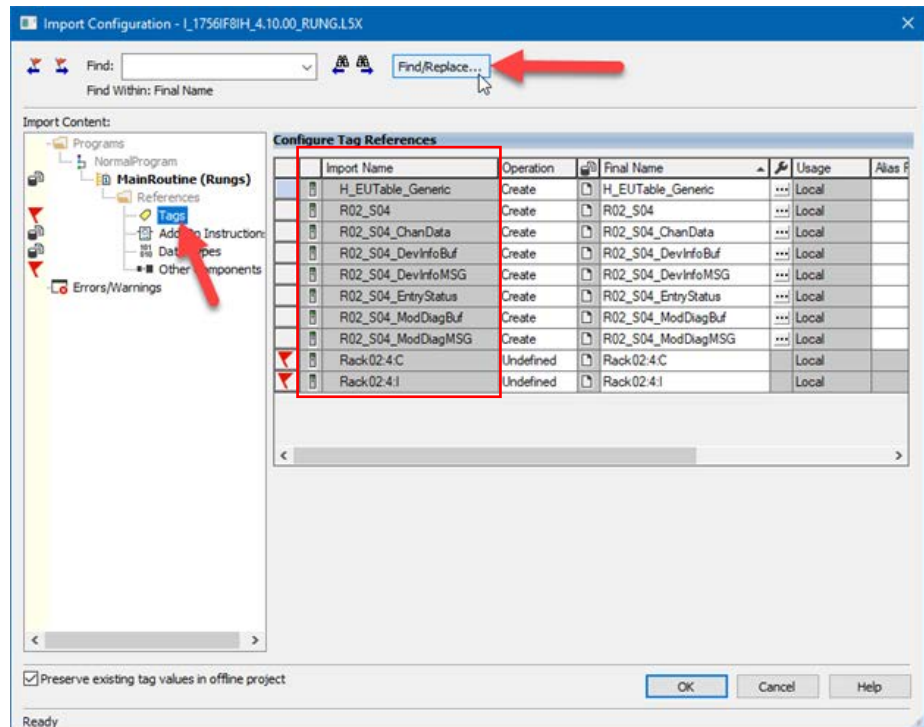 Import Configuration - I_1756IF8IH_4.10.00_RUNG.L5X
Find:
Find/Replace...
Find Within: Final Name
Import Content:
Programs
NormalProgram
MainRoutine (Rungs)
References
Tags
Data Types
Other Components
Errors/Warnings
Configure Tag References
Import Name Operation Final Name Usage Alias F
H_EUTable_Generic Create H_EUTable_Generic Local
R02_S04 Create R02_S04 Local
R02_S04_ChanData Create R02_S04_ChanData Local
R02_S04_DevInfoBuf Create R02_S04_DevInfoBuf Local
R02_S04_DevInfoMSG Create R02_S04_DevInfoMSG Local
R02_S04_EntryStatus Create R02_S04_EntryStatus Local
R02_S04_ModDiagBuf Create R02_S04_ModDiagBuf Local
R02_S04_ModDiagMSG Create R02_S04_ModDiagMSG Local
Rack02:4:C Undefined Rack02:4:C Local
Rack02:4:I Undefined Rack02:4:I Local
Preserve existing tag values in offline project
OK Cancel Help
Ready